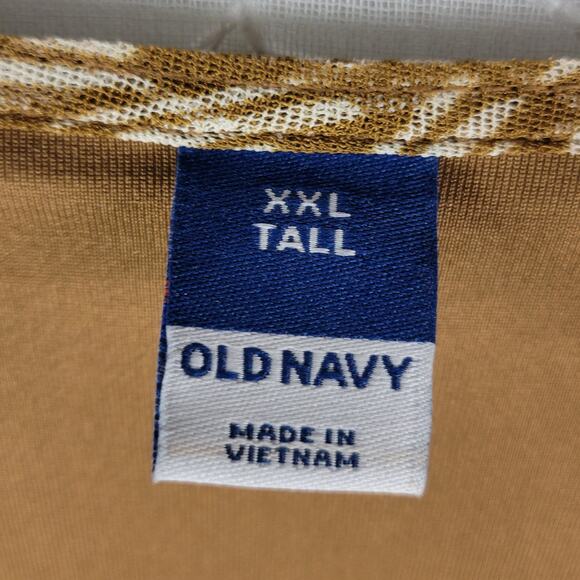 XXL
TALL
OLD NAVY
MADE IN
VIETNAM